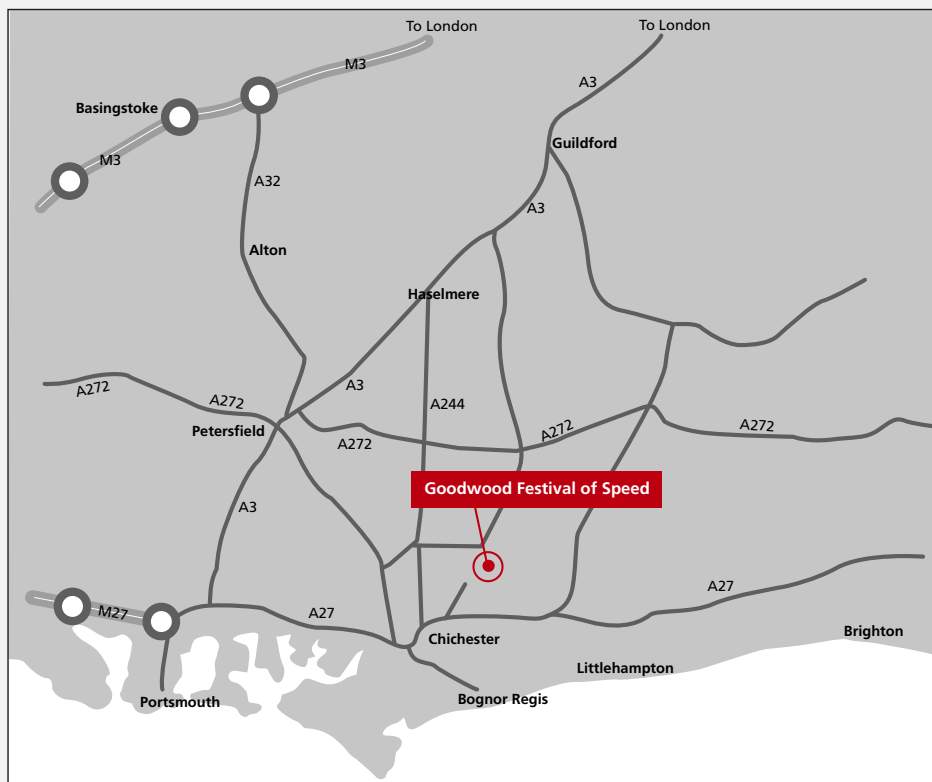 To London
To London
M3
A3
Basingstoke
Guildford
M3
A32
A3
Alton
Haselmere
A3
A272
A272
A244
A272
A272
Petersfield
A272
Goodwood Festival of Speed
A3
A27
M27
A27
Chichester
Brighton
Littlehampton
Portsmouth
Bognor Regis